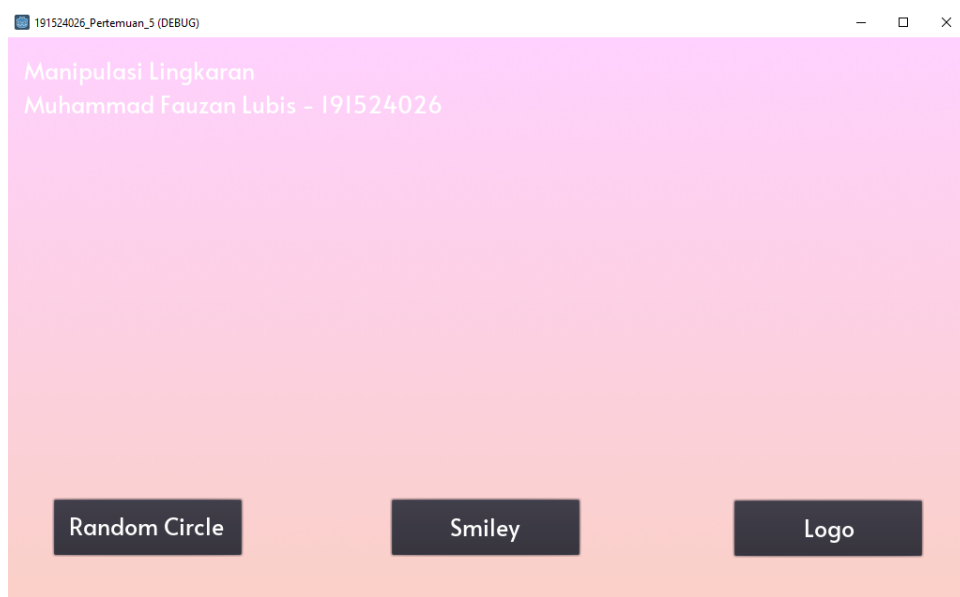 191524026_Pertemuan_5 (DEBUG)
Manipulasi Lingkaran
Muhammad Fauzan Lubis - 191524026
Random Circle
Smiley
Logo